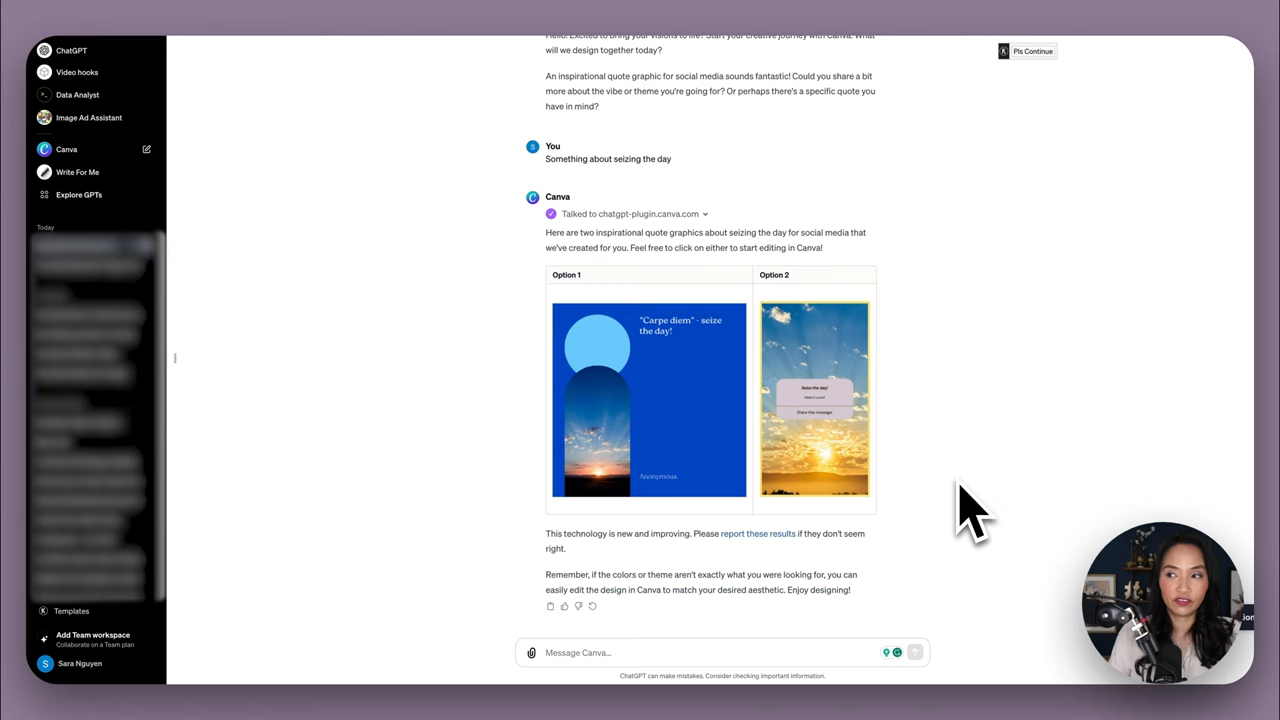 ChatGPT
Video hooks
Data Analyst
Image Ad Assistant
Canva
Write For Me
Explore GPTs
Today
Templates
Add Team workspace
Collaborate on a Team plan
S
Sara Nguyen
Hello! Excited to bring your visions to life? Start your creative journey with Canva. What
will we design together today?
An inspirational quote graphic for social media sounds fantastic! Could you share a bit
more about the vibe or theme you're going for? Or perhaps there's a specific quote you
have in mind?
K Pls Continue
S
You
Something about seizing the day
Canva
Talked to chatgpt-plugin.canva.com
Here are two inspirational quote graphics about seizing the day for social media that
we've created for you. Feel free to click on either to start editing in Canva!
Option 1
Option 2
"Carpe diem" - seize
the day!
Anonymous.
Seize the day!
Make it count!
Share this message.
This technology is new and improving. Please report these results if they don't seem
right.
Remember, if the colors or theme aren't exactly what you were looking for, you can
easily edit the design in Canva to match your desired aesthetic. Enjoy designing!
Message Canva...
ChatGPT can make mistakes. Consider checking important information.